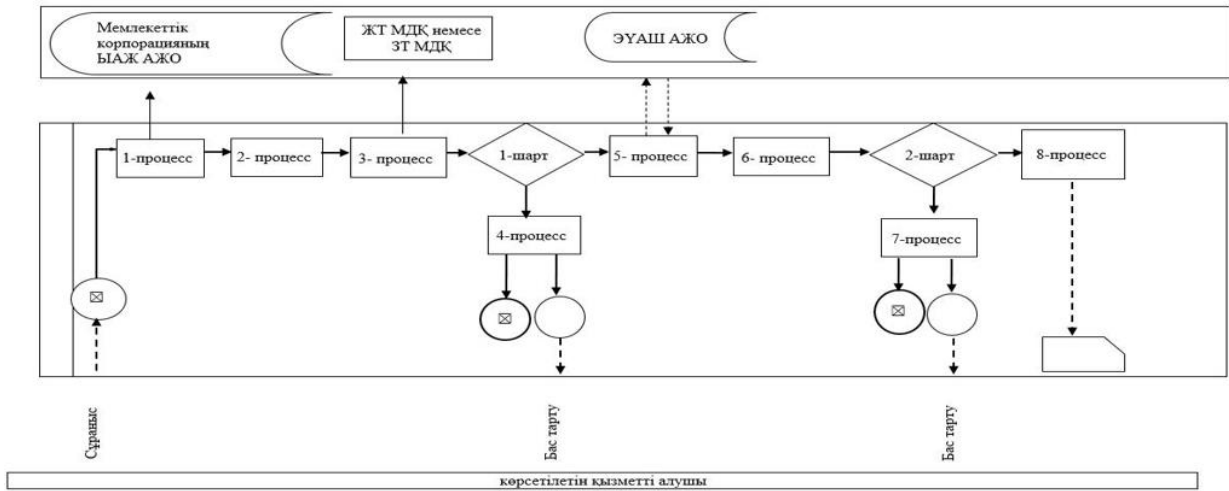 Мемлекеттік
корпорацияның
ЫАЖ АЖО
ЖТ МДҚ немесе
ЗТ МДҚ
ЭҮАШ АЖО
1-процесс
2- процесс
3- процесс
1-шарт
5- процесс
6- процесс
2-шарт
8-процесс
4-процесс
7-процесс
Сұраныс
Бас тарту
Бас тарту
көрсетілетін қызметті алушы